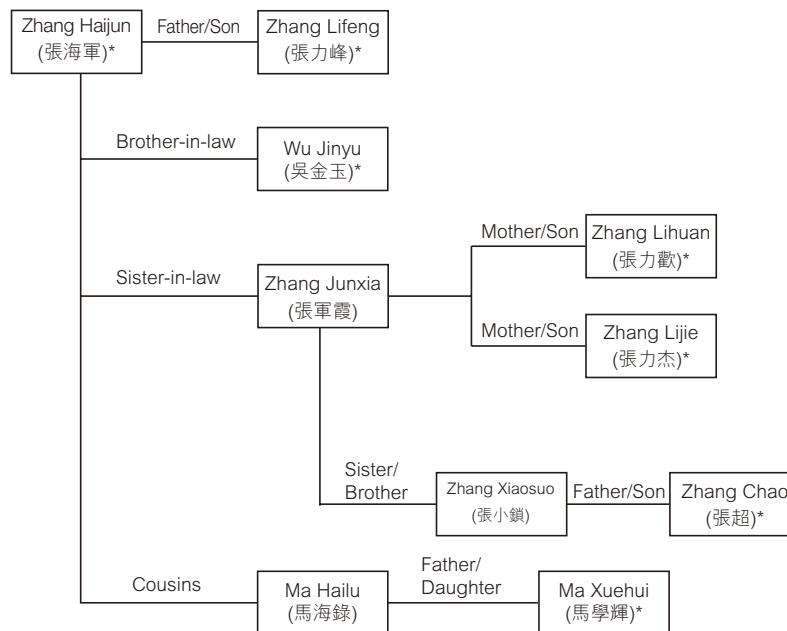 Zhang Haijun
(張海軍)*
Father/Son
Zhang Lifeng
(張力峰)*
Brother-in-law
Wu Jinyu
(吳金玉)*
Sister-in-law
Zhang Junxia
(張軍霞)
Mother/Son
Zhang Lihuan
(張力歡)*
Mother/Son
Zhang Lijie
(張力杰)*
Sister/
Brother
Zhang Xiaosuo
(張小鎖)
Father/Son
Zhang Chao
(張超)*
Cousins
Ma Hailu
(馬海錄)
Father/
Daughter
Ma Xuehui
(馬學輝)*